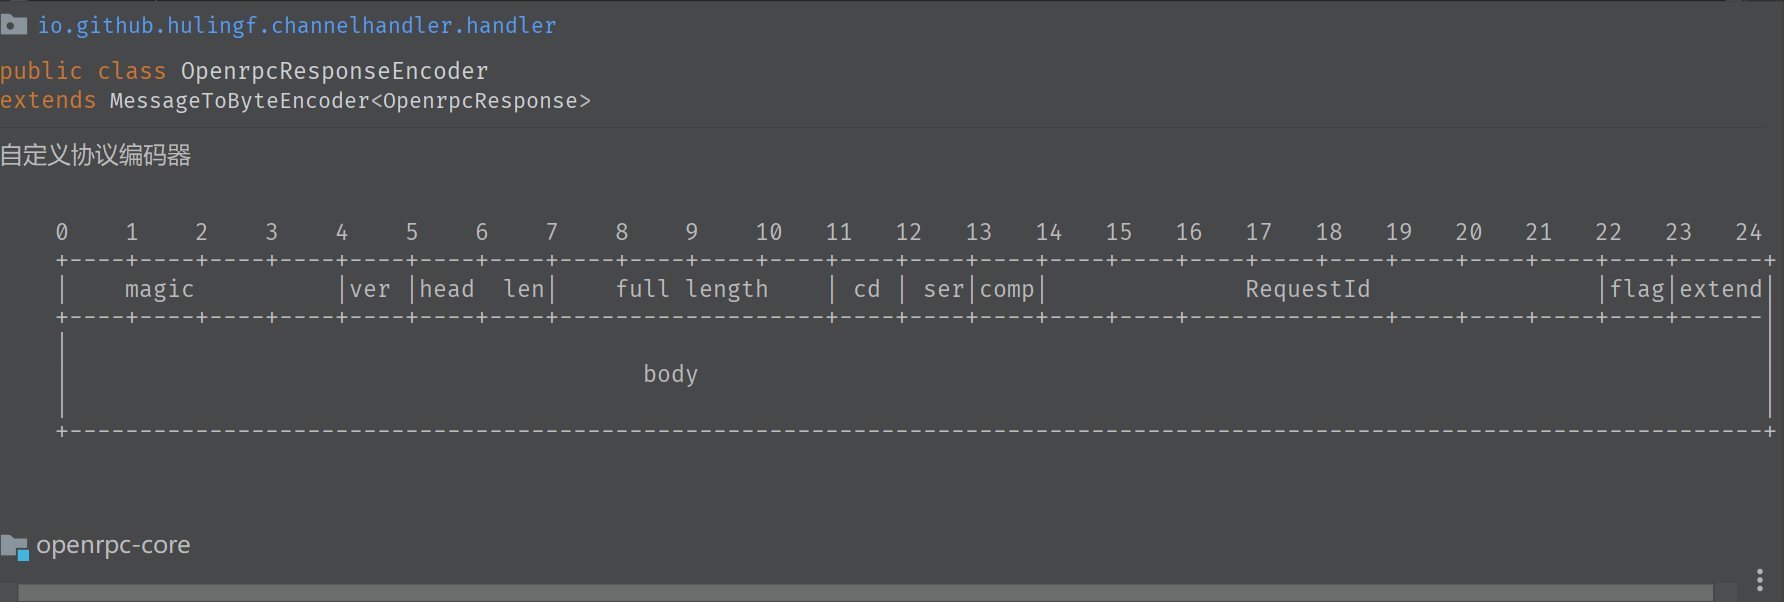 io.github.hulingf.channelhandler.handler
public class OpenrpcResponseEncoder
extends MessageToByteEncoder<OpenrpcResponse>
自定义协议编码器
0    1    2    3    4    5    6    7    8    9    10   11   12   13   14   15   16   17   18   19   20   21   22   23   24
+----+----+----+----+----+----+----+----+----+----+----+----+----+----+----+----+----+----+----+----+----+----+----+------+
|    magic          |ver |head  len|    full length    | cd | ser|comp|              RequestId                |flag|extend|
+----+----+----+----+----+----+----+-------------------+----+----+----+----+----+--------------+----+----+----+----+------|
|                                                                                                                         |
|                                         body                                                                            |
|                                                                                                                         |
+-------------------------------------------------------------------------------------------------------------------------+
openrpc-core